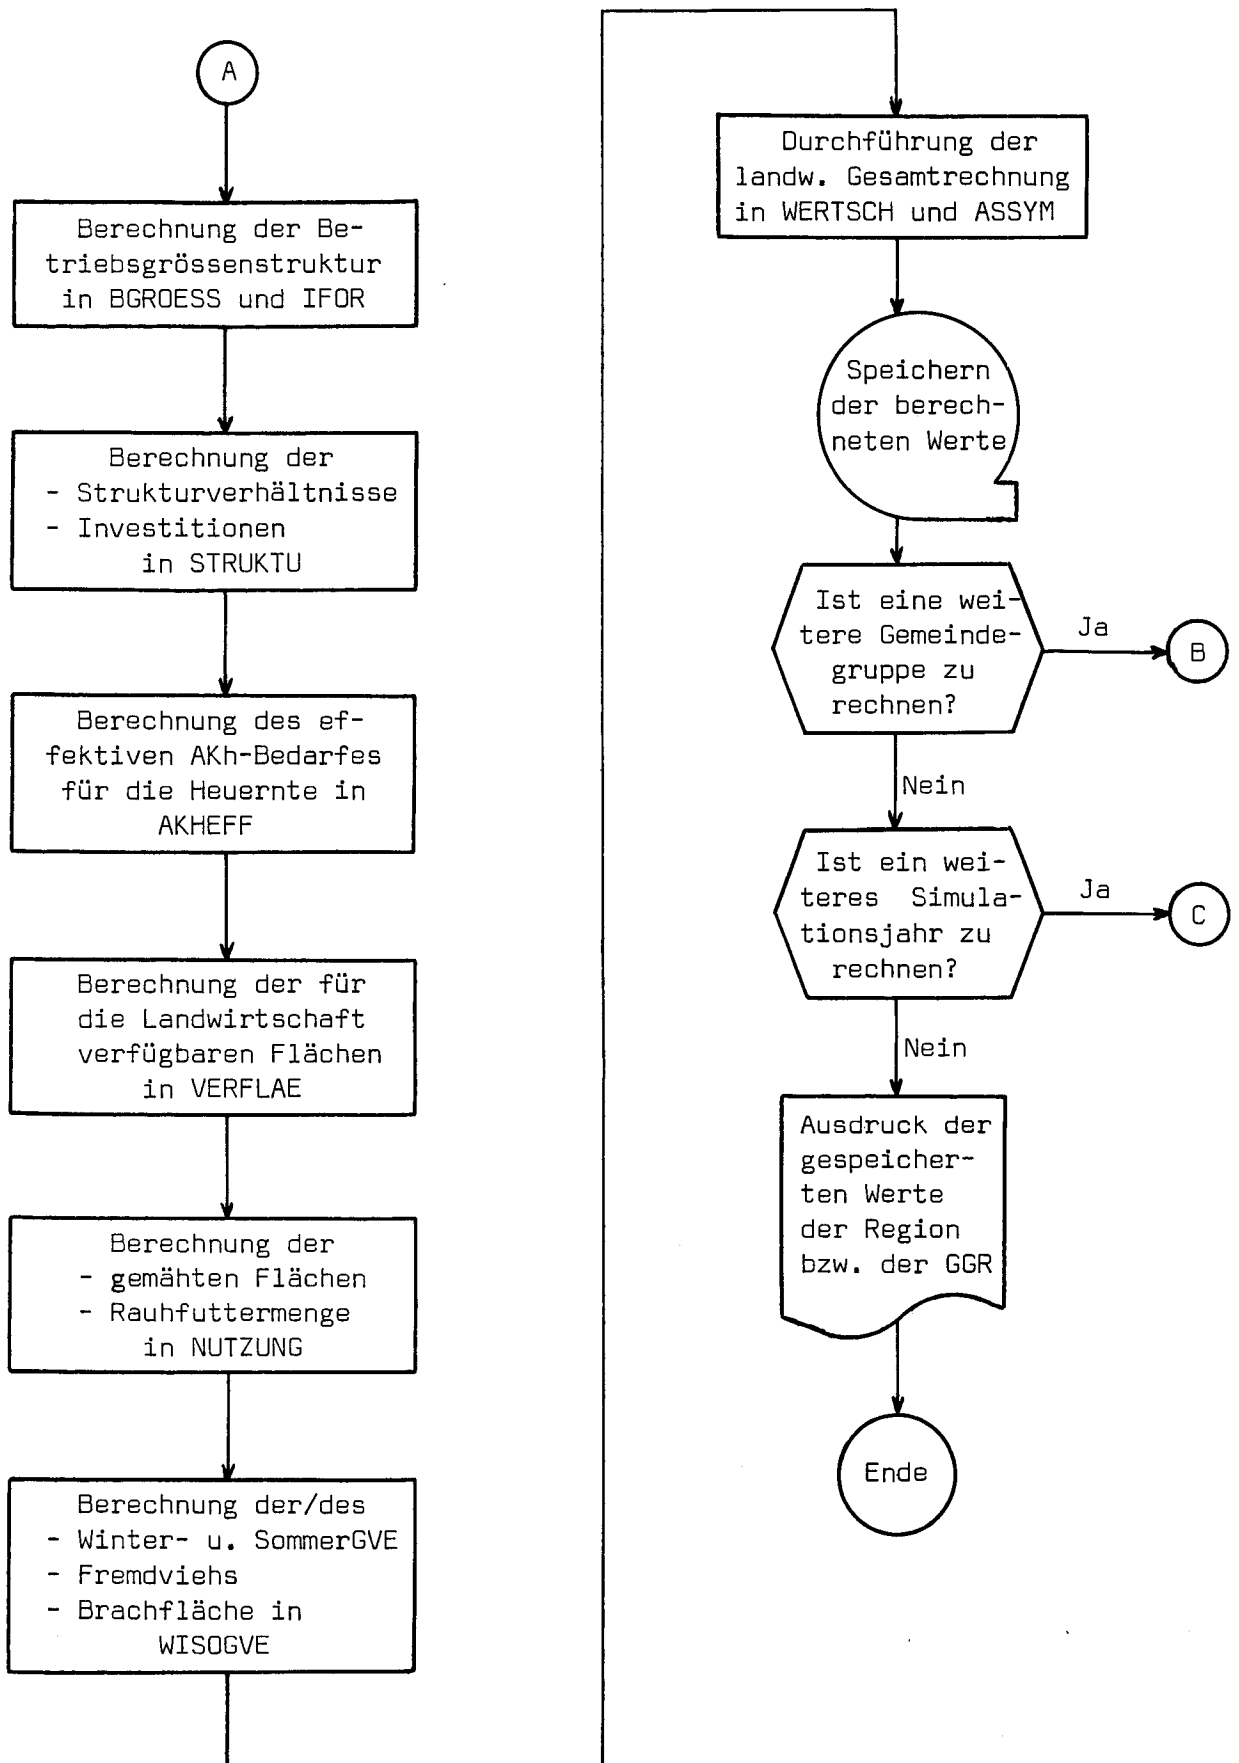 A
Berechnung der Be-
triebsgrössenstruktur
in BGROESS und IFOR
Berechnung der
- Strukturverhältnisse
- Investitionen
in STRUKTU
Berechnung des ef-
fektiven AKh-Bedarfes
für die Heuernte in
AKHEFF
Berechnung der für
die Landwirtschaft
verfügbaren Flächen
in VERFLAE
Berechnung der
- gemähten Flächen
- Rauhfuttermenge
in NUTZUNG
Berechnung der/des
- Winter- u. SommerGVE
- Fremdviehs
- Brachfläche in
WISOGVE
Durchführung der
landw. Gesamtrechnung
in WERTSCH und ASSYM
Speichern
der berech-
neten Werte
Ist eine wei-
tere Gemeinde-
gruppe zu
rechnen?
Ja
B
Nein
Ist ein wei-
teres Simula-
tionsjahr zu
rechnen?
Ja
C
Nein
Ausdruck der
gespeicher-
ten Werte
der Region
bzw. der GGR
Ende